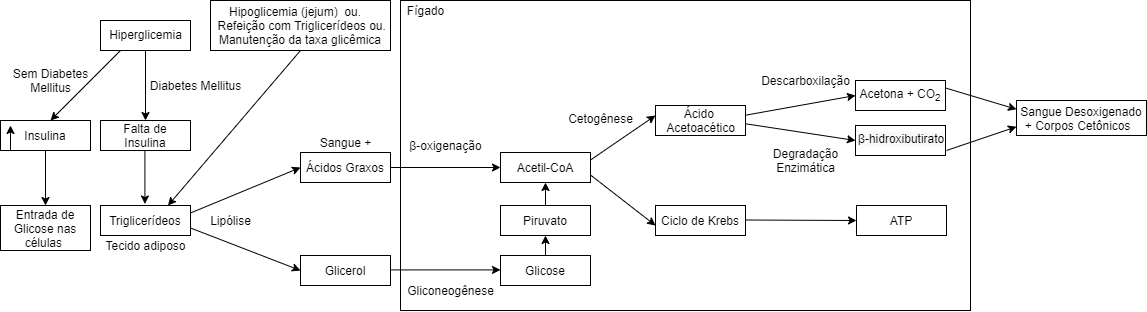 Hiperglicemia
Hipoglicemia (jejum) ou.
Refeição com Triglicerídeos ou.
Manutenção da taxa glicêmica
Fígado
Sem Diabetes
Mellitus
Diabetes Mellitus
Insulina
Falta de
Insulina
Entrada de
Glicose nas
células
Triglicerídeos
Tecido adiposo
Lipólise
Sangue +
Ácidos Graxos
Glicerol
β-oxigenação
Gliconeogênese
Acetil-CoA
Piruvato
Glicose
Cetogênese
Ácido
Acetoacético
Ciclo de Krebs
Descarboxilação
Acetona + CO2
β-hidroxibutirato
Degradação
Enzimática
ATP
Sangue Desoxigenado
+ Corpos Cetônicos